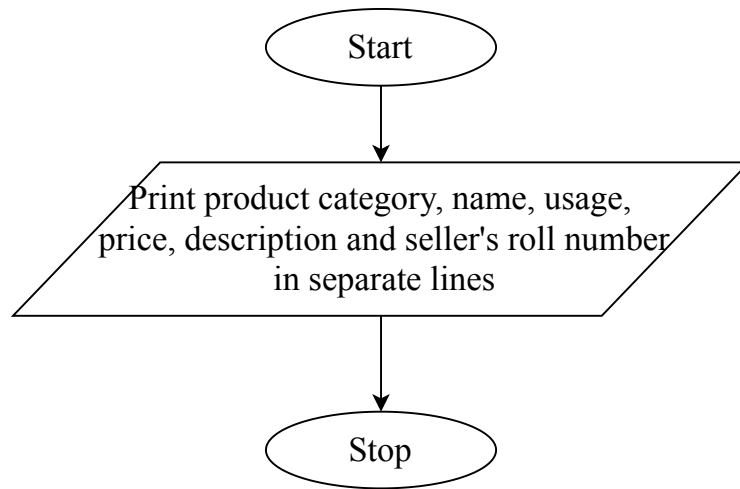 Start
Print product category, name, usage,
price, description and seller's roll number
in separate lines
Stop